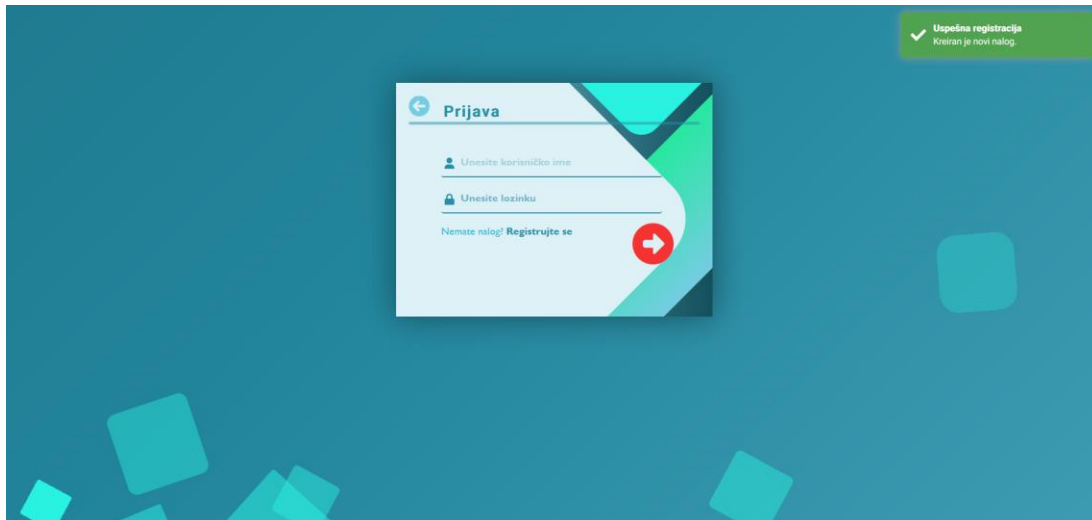 Uspešna registracija
Kreiran je novi nalog.
Prijava
Unesite korisničko ime
Unesite lozinku
Nemate nalog? Registrujte se